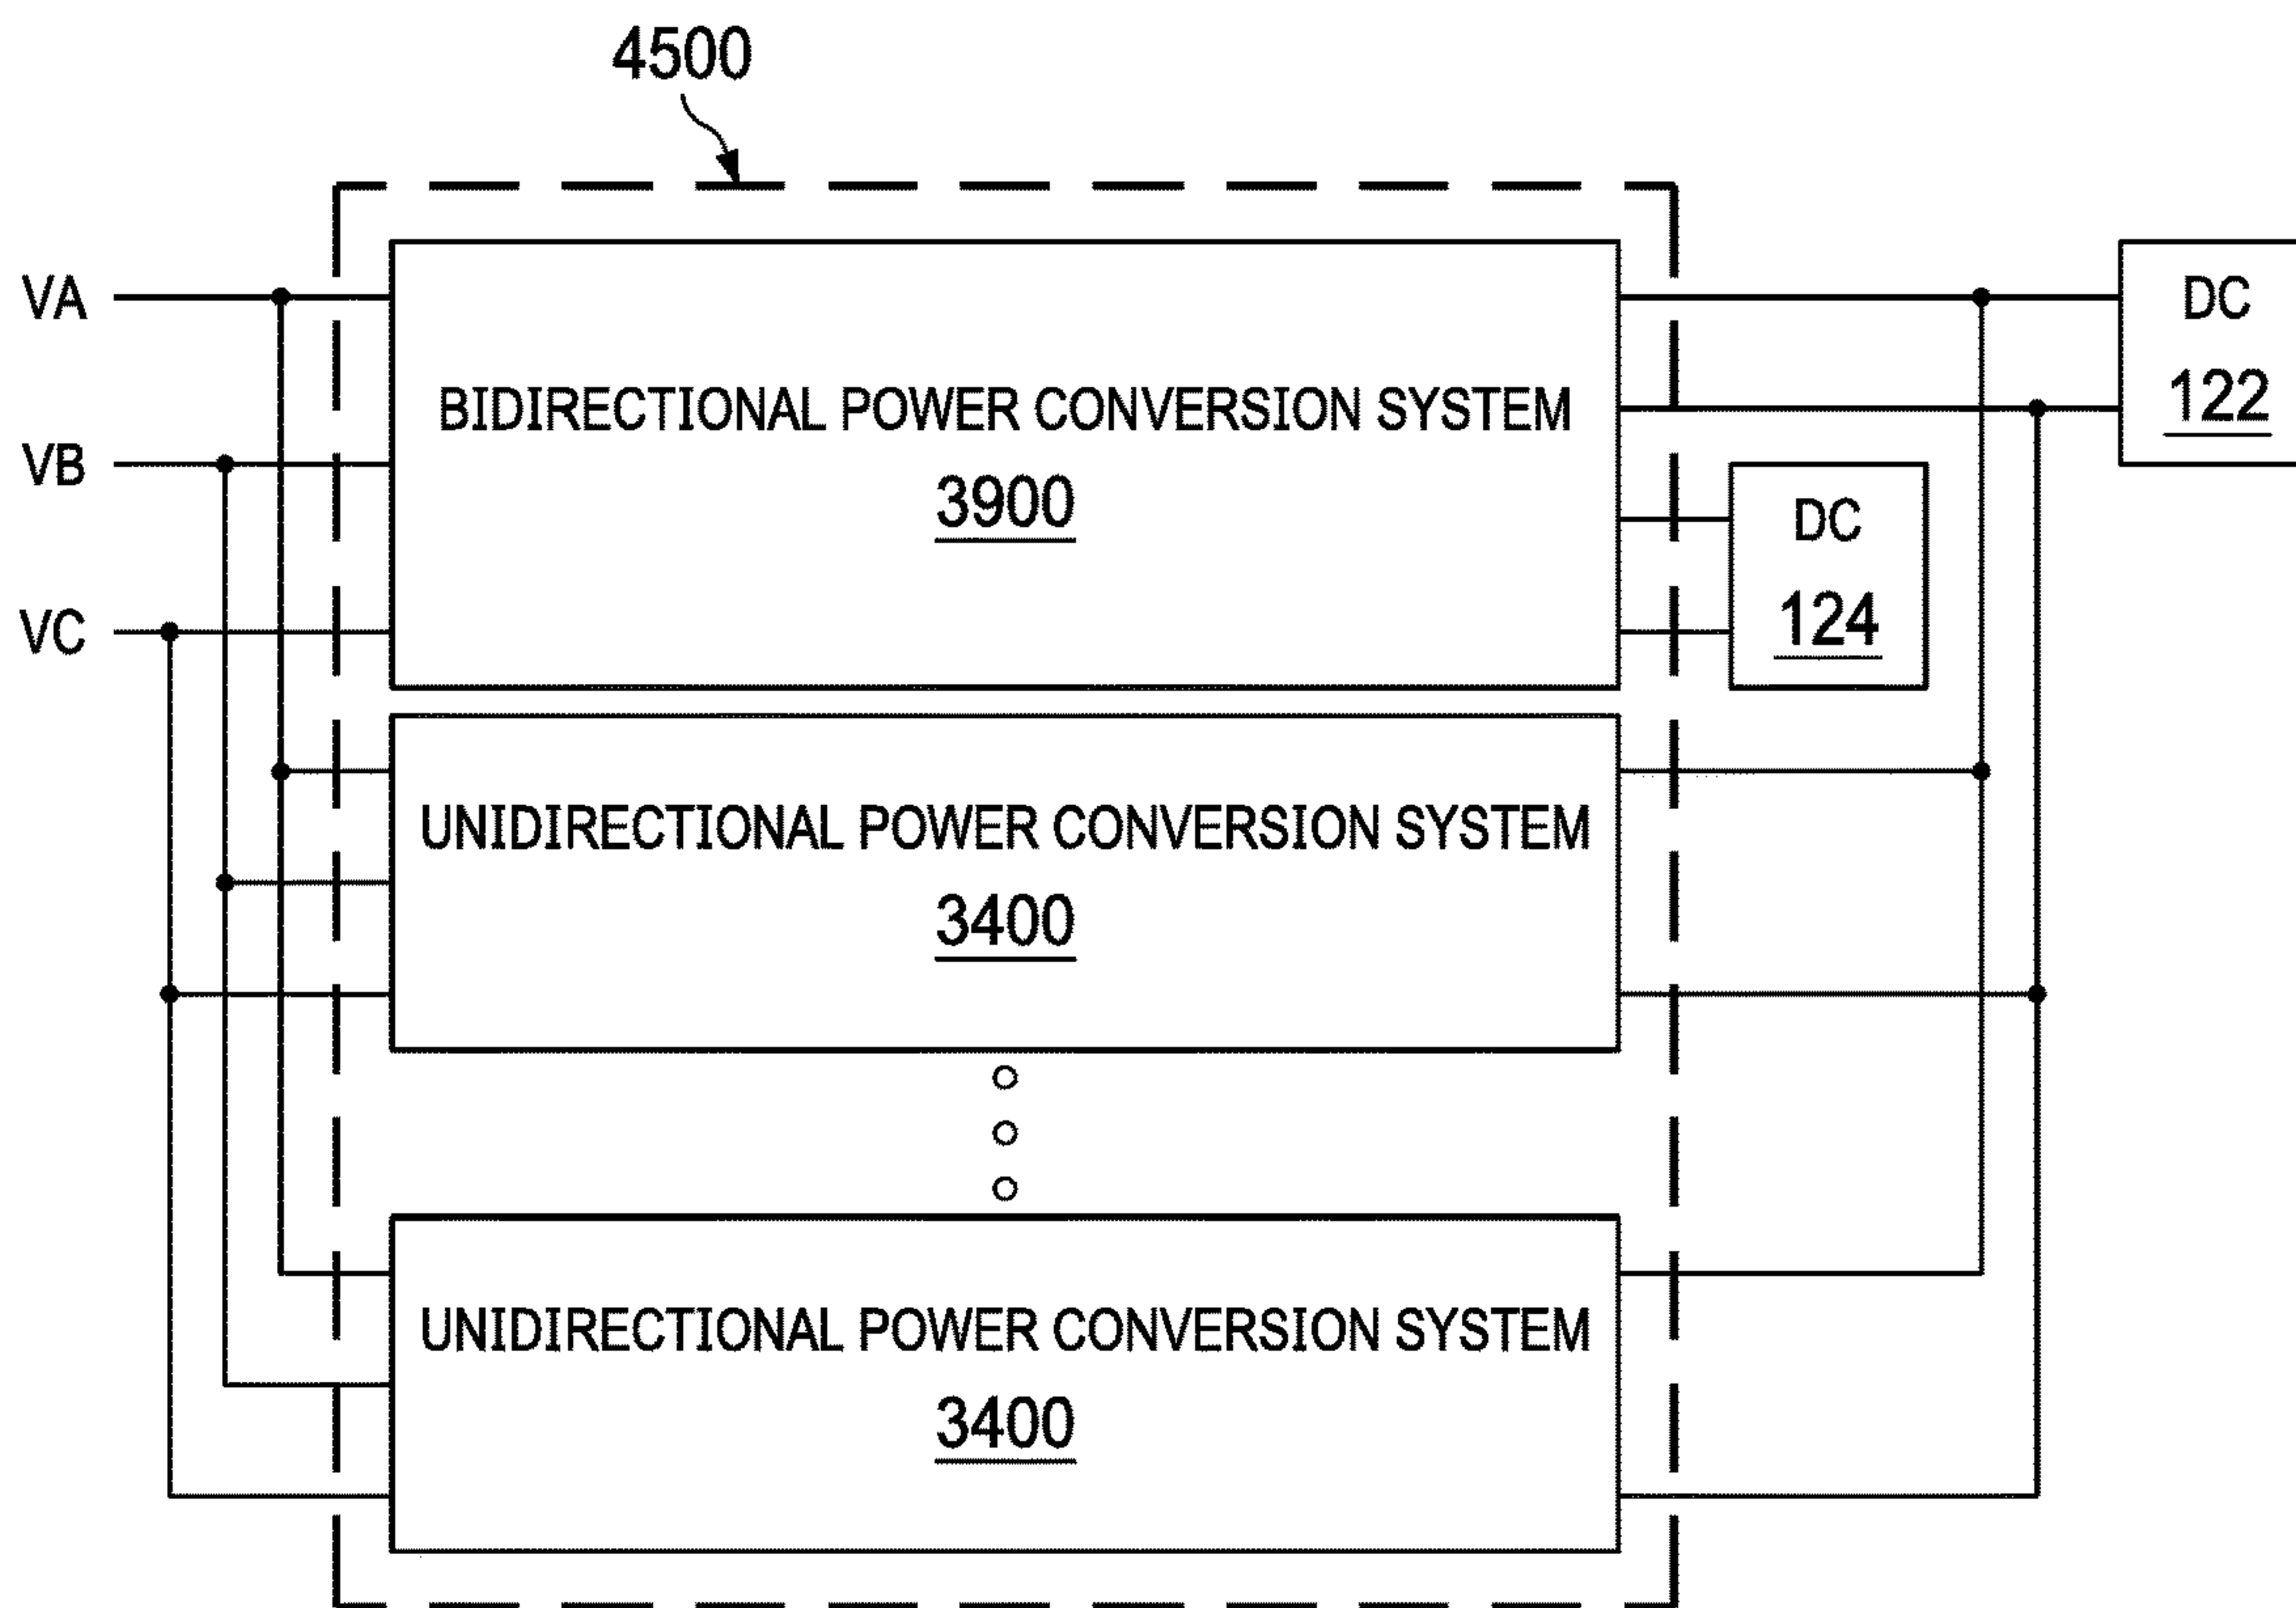 4500
VA
VB
VC
BIDIRECTIONAL POWER CONVERSION SYSTEM
3900
DC
122
DC
124
UNIDIRECTIONAL POWER CONVERSION SYSTEM
3400
UNIDIRECTIONAL POWER CONVERSION SYSTEM
3400